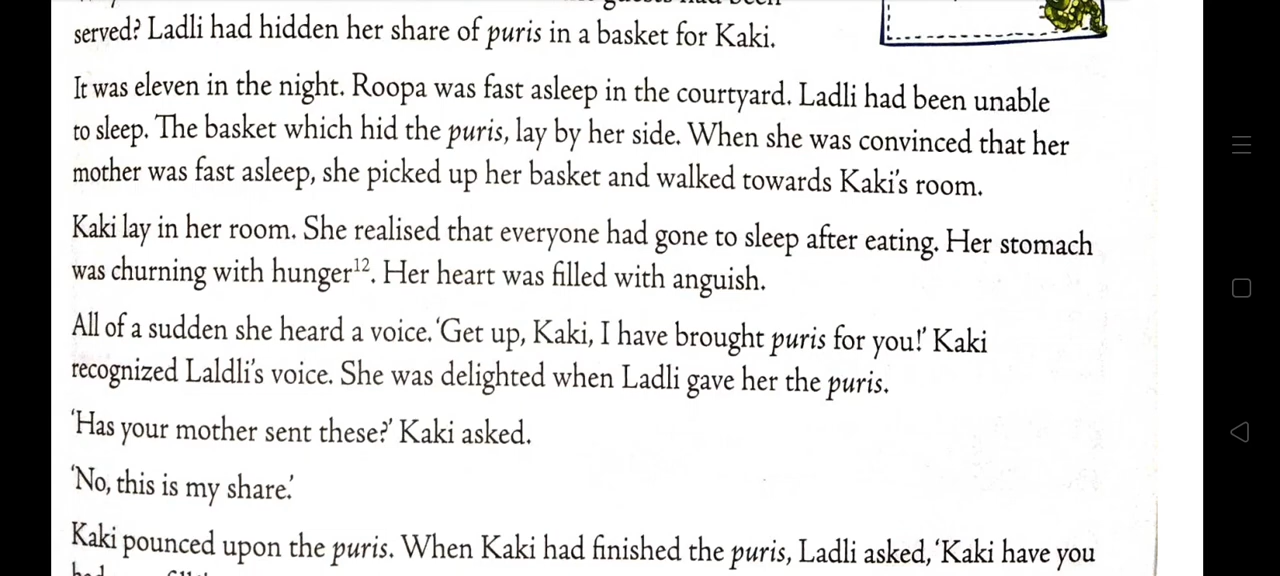 served? Ladli had hidden her share of puris in a basket for Kaki.
It was eleven in the night. Roopa was fast asleep in the courtyard. Ladli had been unable
to sleep. The basket which hid the puris, lay by her side. When she was convinced that her
mother was fast asleep, she picked up her basket and walked towards Kaki's room.
Kaki lay in her room. She realised that everyone had gone to sleep after eating. Her stomach
was churning with hunger¹². Her heart was filled with anguish.
All of a sudden she heard a voice. 'Get up, Kaki, I have brought puris for you!' Kaki
recognized Laldli's voice. She was delighted when Ladli gave her the puris.
'Has your mother sent these?' Kaki asked.
'No, this is my share.'
Kaki pounced upon the puris. When Kaki had finished the puris, Ladli asked, 'Kaki have you